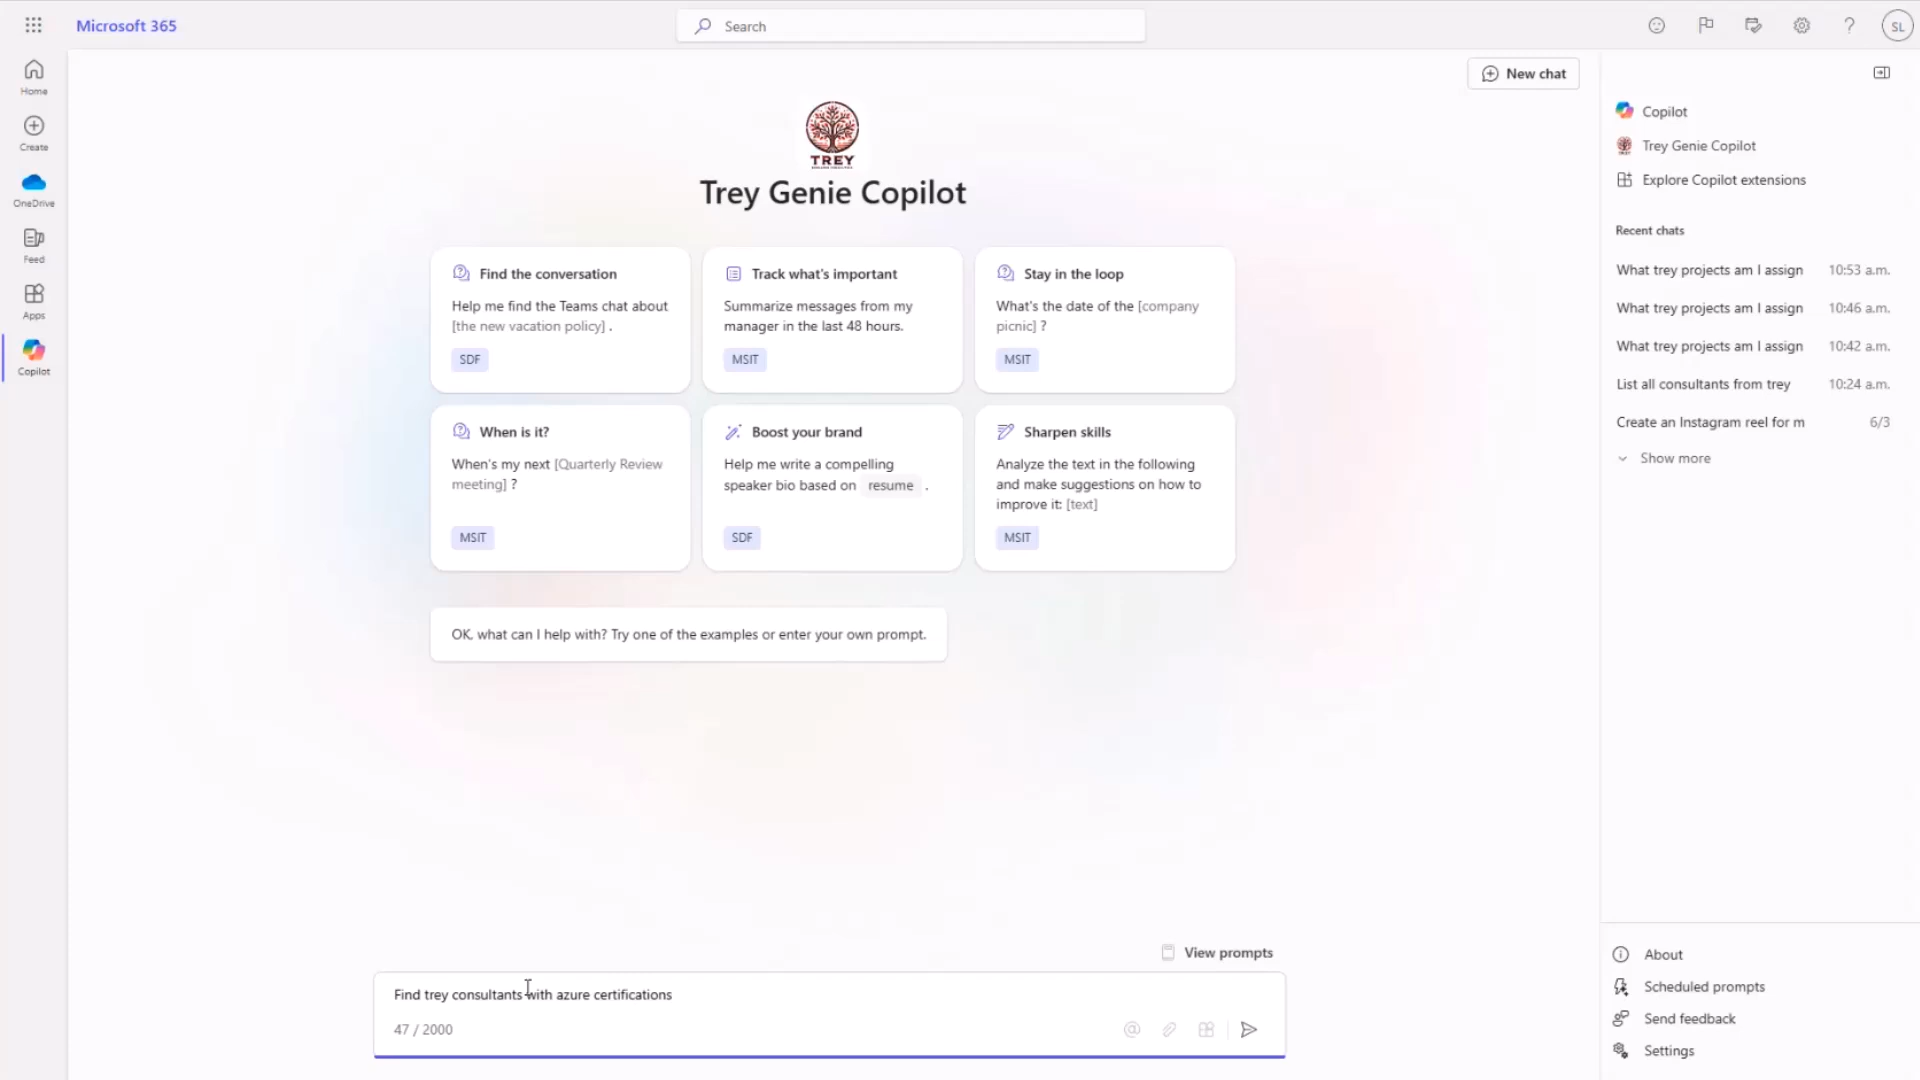 Microsoft 365
Search
SL
Home
Create
OneDrive
Feed
Apps
Copilot
New chat
TREY
Trey Genie Copilot
Find the conversation
Help me find the Teams chat about
[the new vacation policy] .
SDF
Track what's important
Summarize messages from my
manager in the last 48 hours.
MSIT
Stay in the loop
What's the date of the [company
picnic] ?
MSIT
When is it?
When's my next [Quarterly Review
meeting] ?
MSIT
Boost your brand
Help me write a compelling
speaker bio based on resume .
SDF
Sharpen skills
Analyze the text in the following
and make suggestions on how to
improve it: [text]
MSIT
OK, what can I help with? Try one of the examples or enter your own prompt.
View prompts
Find trey consultants with azure certifications
47 / 2000
Copilot
Trey Genie Copilot
Explore Copilot extensions
Recent chats
What trey projects am I assign 10:53 a.m.
What trey projects am I assign 10:46 a.m.
What trey projects am I assign 10:42 a.m.
List all consultants from trey 10:24 a.m.
Create an Instagram reel for m 6/3
Show more
About
Scheduled prompts
Send feedback
Settings